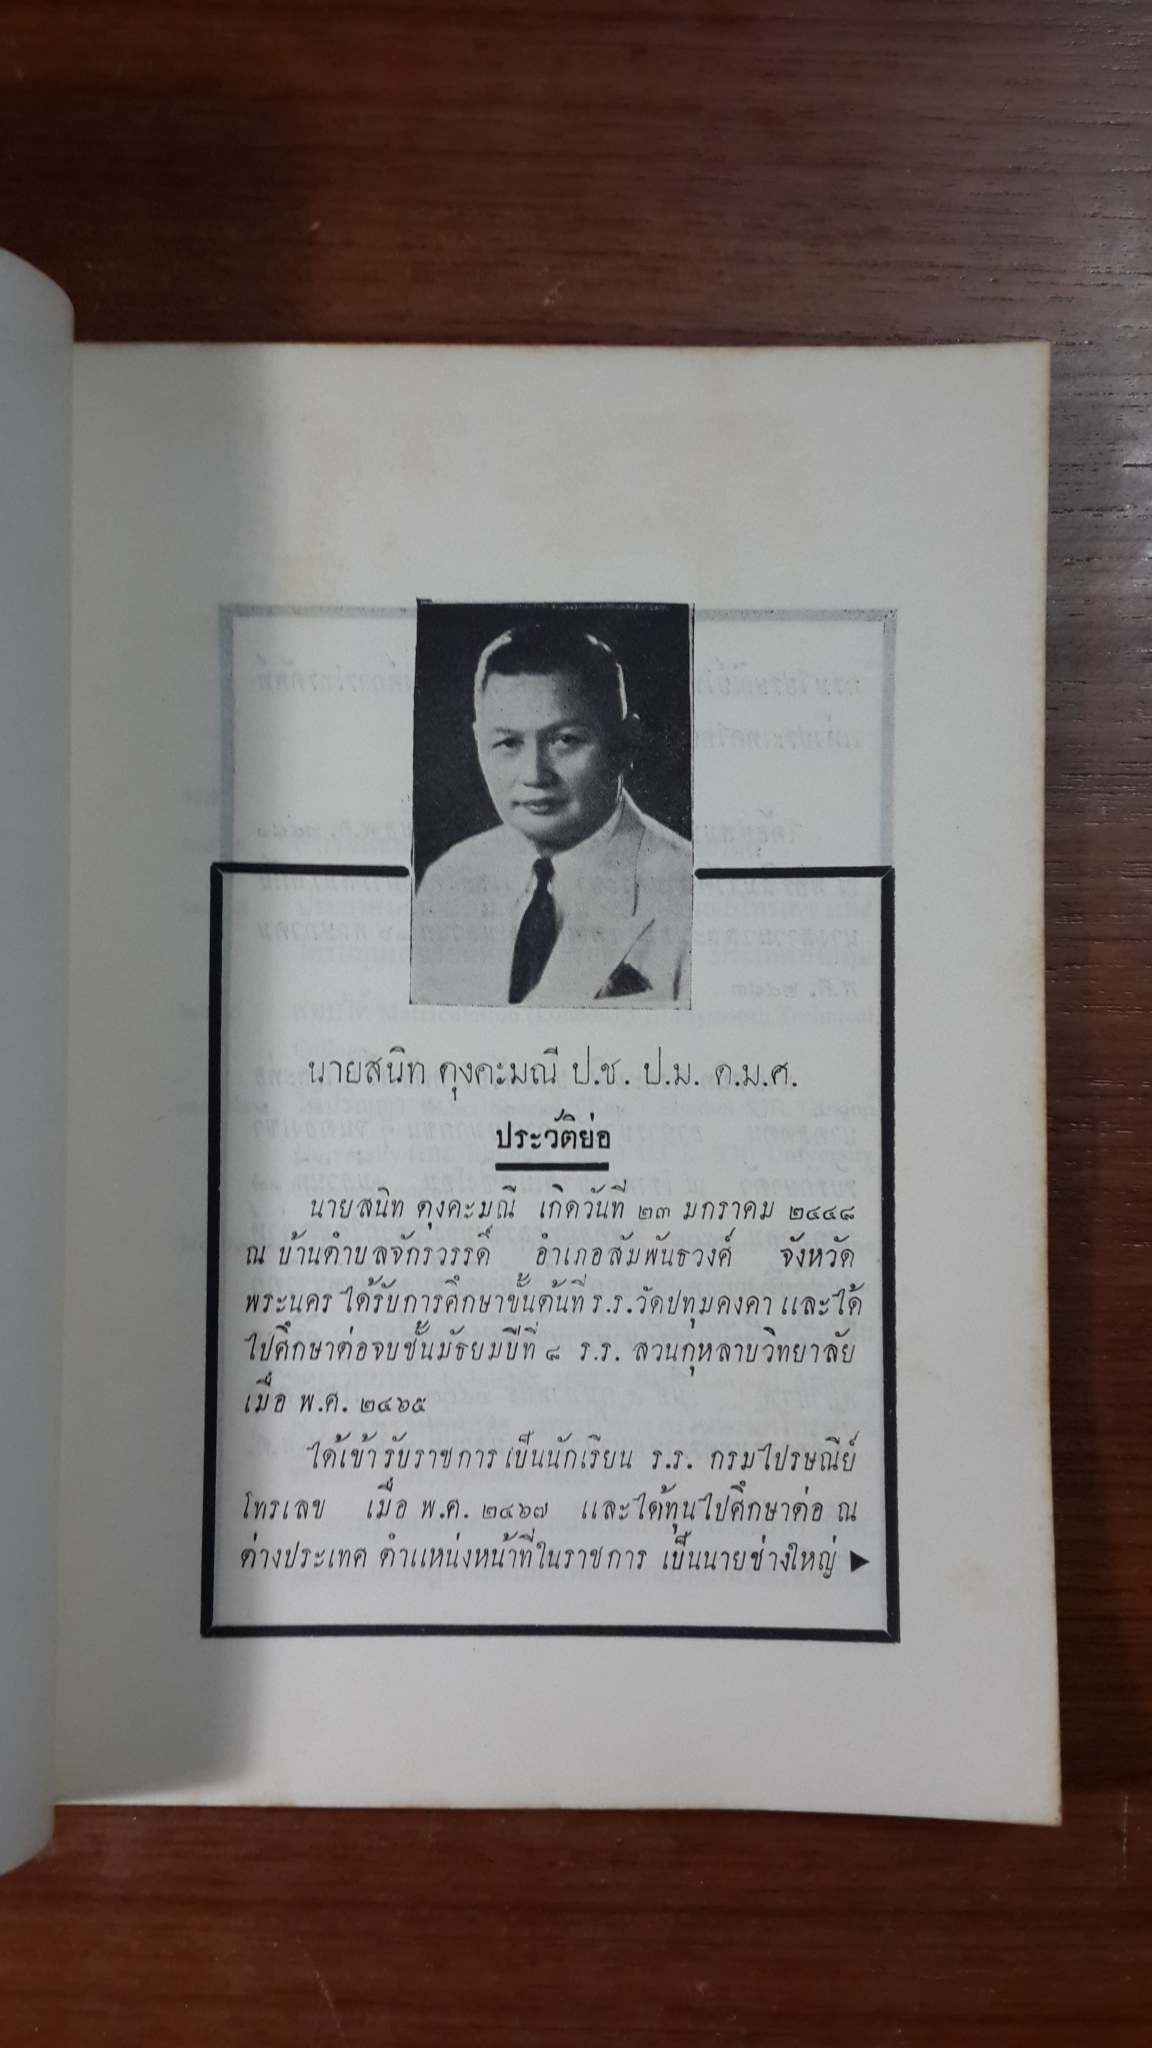 นายสนิท ตุงคะมณี ป.ช. ป.ม. ต.ม.ศ.
ประวัติย่อ
นายสนิท ตุงคะมณี เกิดวันที่ ๒๓ มกราคม ๒๔๔๘
ณ บ้านตำบลจักรวรรดิ์ อำเภอสัมพันธวงศ์ จังหวัด
พระนคร ได้รับการศึกษาขั้นต้นที่ ร.ร.วัดปทุมคงคา และได้
ไปศึกษาต่อจบชั้นมัธยมปีที่ ๘ ร.ร. สวนกุหลาบวิทยาลัย
เมื่อ พ.ศ. ๒๔๖๕
ได้เข้ารับราชการเป็นนักเรียน ร.ร. กรมไปรษณีย์
โทรเลข เมื่อ พ.ศ. ๒๔๖๗ และได้ทุนไปศึกษาต่อ ณ
ต่างประเทศ ตำแหน่งหน้าที่ในราชการ เป็นนายช่างใหญ่ ▶